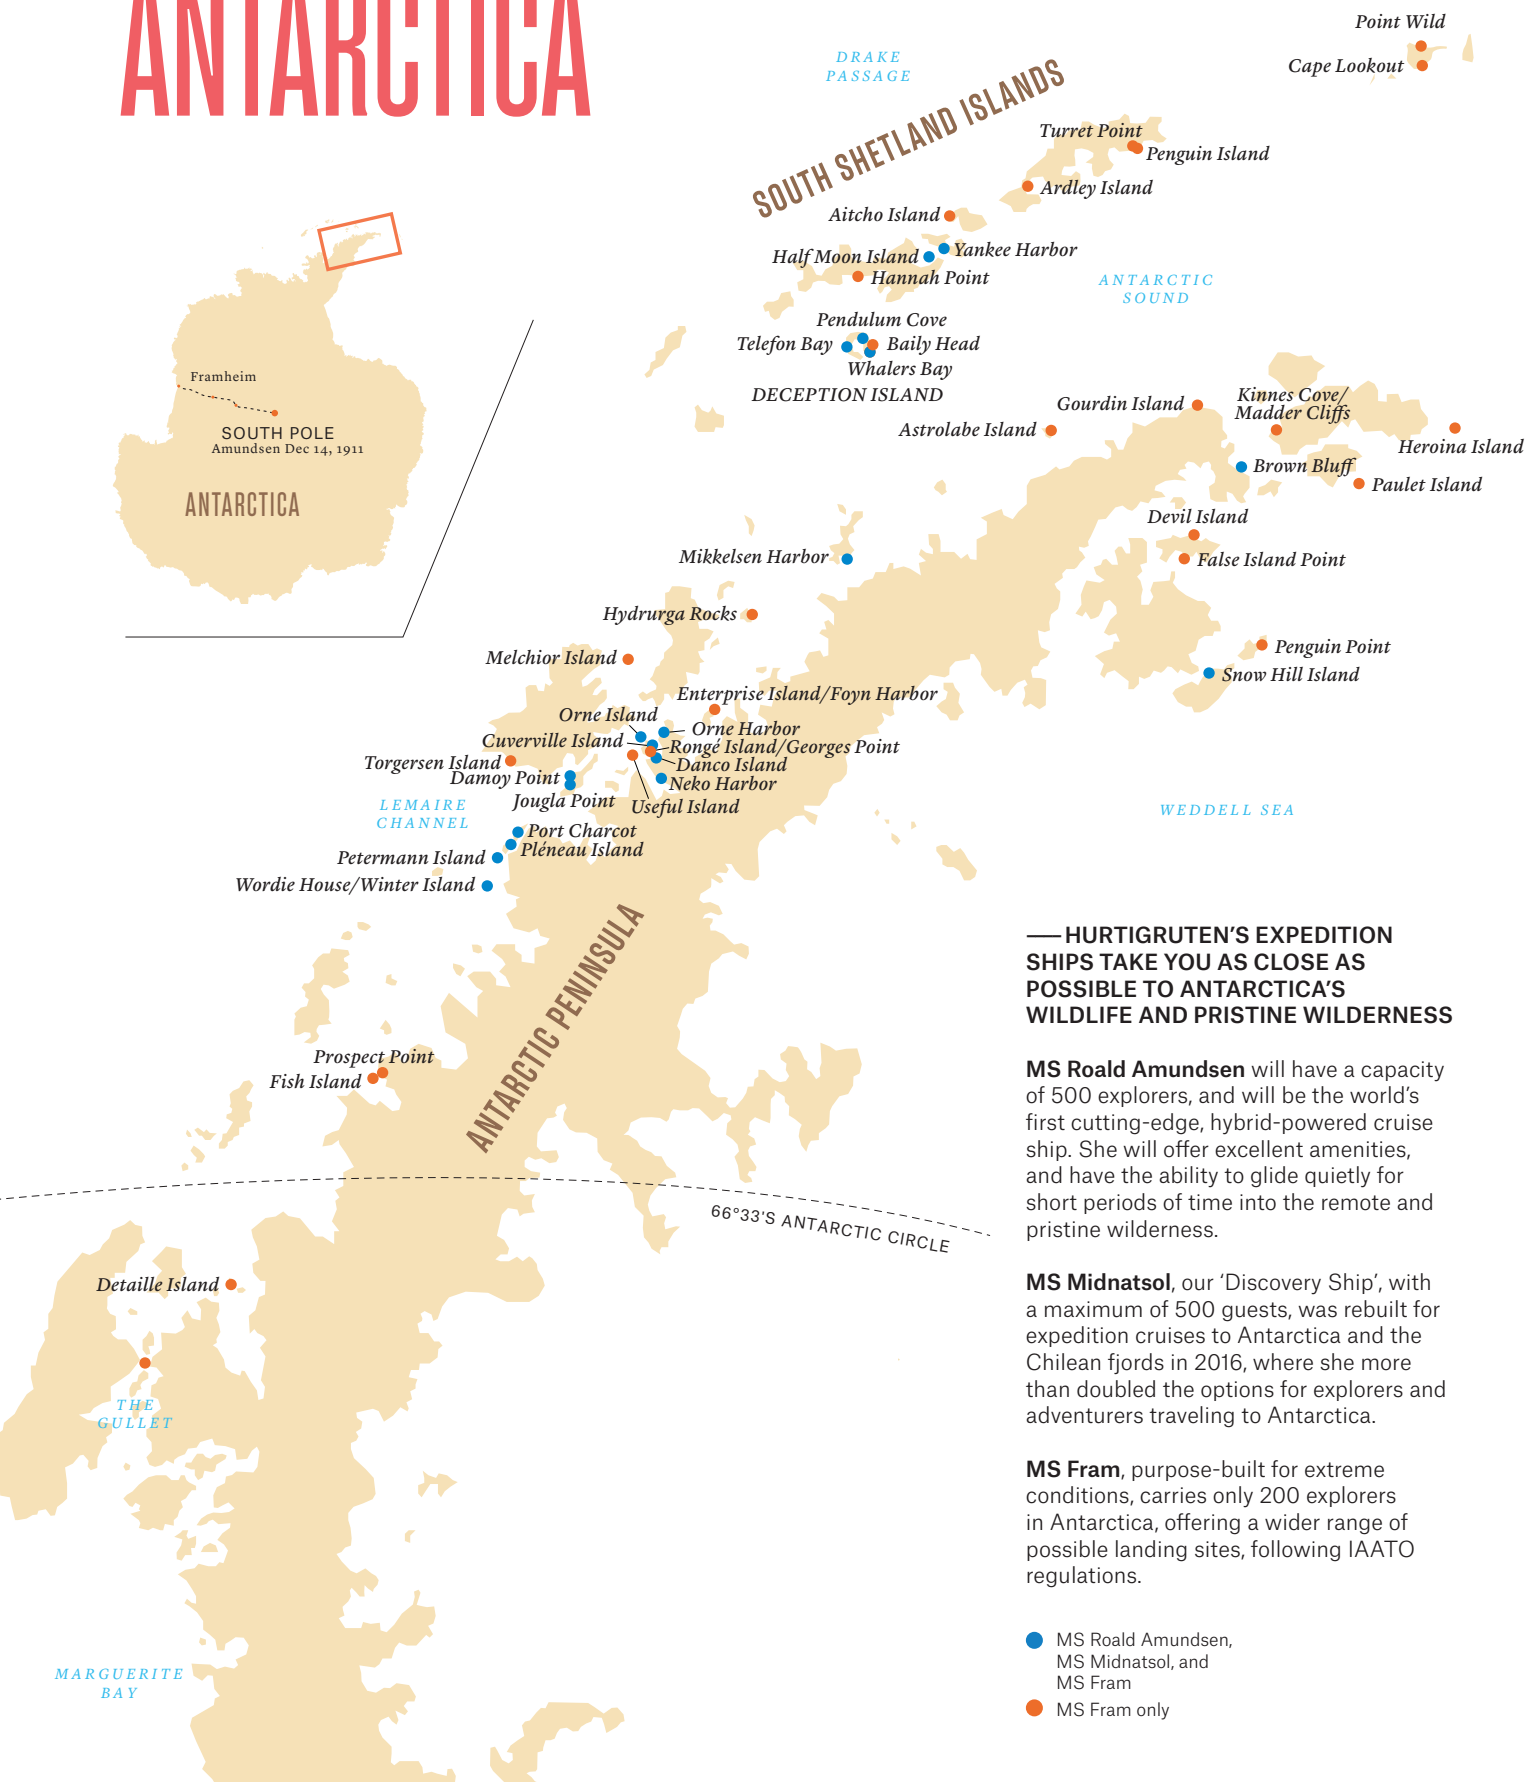 ANTARCTICA
Point Wild
Cape Lookout
DRAKE
PASSAGE
SOUTH SHETLAND ISLANDS
Turret Point
Penguin Island
Ardley Island
Aitcho Island
Half Moon Island
Yankee Harbor
Hannah Point
ANTARCTIC
SOUND
Pendulum Cove
Telefon Bay
Baily Head
Whalers Bay
DECEPTION ISLAND
Framheim
SOUTH POLE
Amundsen Dec 14, 1911
ANTARCTICA
Gourdin Island
Kinnes Cove/
Madder Cliffs
Astrolabe Island
Heroina Island
Brown Bluff
Paulet Island
Devil Island
False Island Point
Mikkelsen Harbor
Hydrurga Rocks
Melchior Island
Penguin Point
Snow Hill Island
Enterprise Island/Foyn Harbor
Orne Island
Orne Harbor
Cuverville Island
Rongé Island/Georges Point
Torgersen Island
Danco Island
Damoy Point
Neko Harbor
Jougla Point
Useful Island
LEMAIRE
CHANNEL
WEDDELL SEA
Port Charcot
Pléneau Island
Petermann Island
Wordie House/Winter Island
ANTARCTIC PENINSULA
Prospect Point
Fish Island
66°33'S ANTARCTIC CIRCLE
Detaille Island
THE
GULLET
MARGUERITE
BAY
—HURTIGRUTEN’S EXPEDITION
SHIPS TAKE YOU AS CLOSE AS
POSSIBLE TO ANTARCTICA’S
WILDLIFE AND PRISTINE WILDERNESS
MS Roald Amundsen will have a capacity
of 500 explorers, and will be the world’s
first cutting-edge, hybrid-powered cruise
ship. She will offer excellent amenities,
and have the ability to glide quietly for
short periods of time into the remote and
pristine wilderness.
MS Midnatsol, our ‘Discovery Ship’, with
a maximum of 500 guests, was rebuilt for
expedition cruises to Antarctica and the
Chilean fjords in 2016, where she more
than doubled the options for explorers and
adventurers traveling to Antarctica.
MS Fram, purpose-built for extreme
conditions, carries only 200 explorers
in Antarctica, offering a wider range of
possible landing sites, following IAATO
regulations.
MS Roald Amundsen,
MS Midnatsol, and
MS Fram
MS Fram only